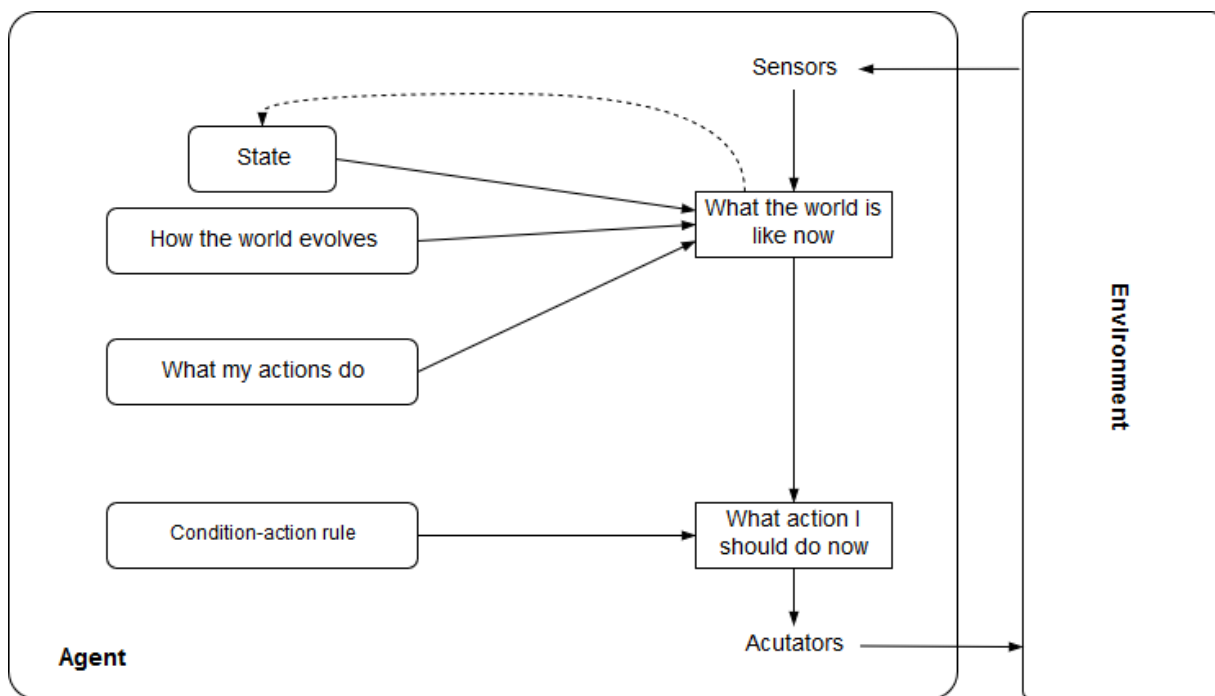 Sensors
State
What the world is
like now
How the world evolves
What my actions do
Environment
Condition-action rule
What action I
should do now
Acutators
Agent